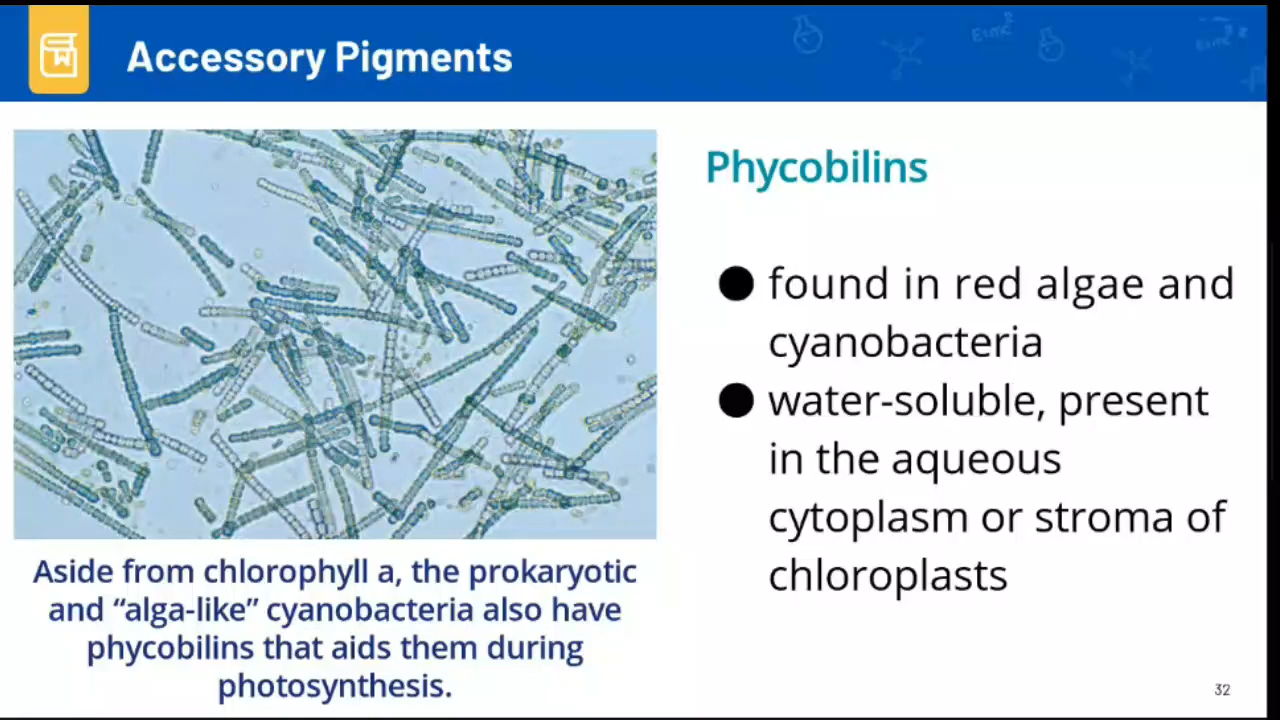 Accessory Pigments
Phycobilins
● found in red algae and
cyanobacteria
● water-soluble, present
in the aqueous
cytoplasm or stroma of
chloroplasts
Aside from chlorophyll a, the prokaryotic
and “alga-like” cyanobacteria also have
phycobilins that aids them during
photosynthesis.
32